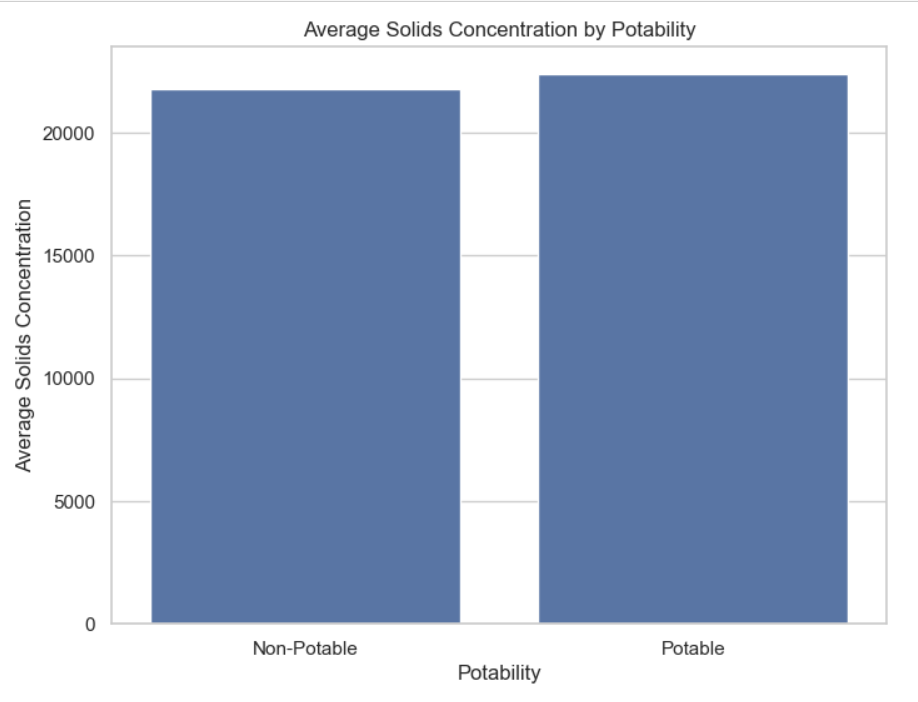 Average Solids Concentration by Potability
Average Solids Concentration
20000
15000
10000
5000
0
Non-Potable
Potable
Potability